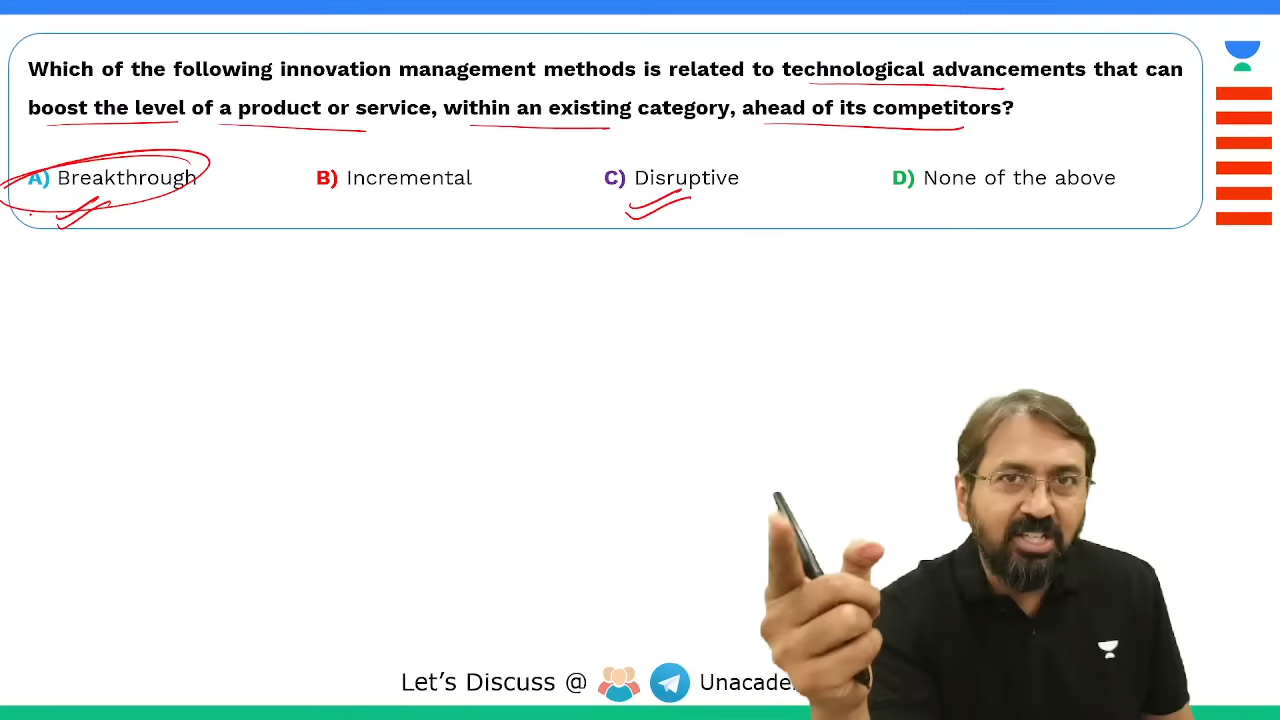 Which of the following innovation management methods is related to technological advancements that can
boost the level of a product or service, within an existing category, ahead of its competitors?
A) Breakthrough B) Incremental C) Disruptive D) None of the above
Let's Discuss @ Unacade